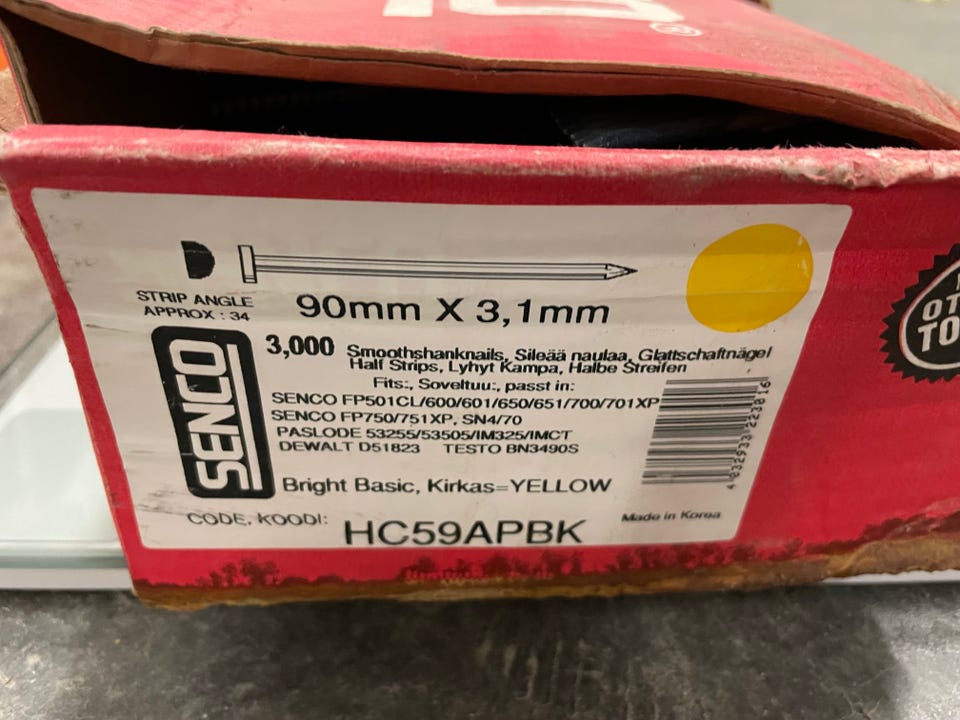 STRIP ANGLE
APPROX : 34
90mm X 3,1mm
SENCO
3,000 Smoothshanknails, Sileää naulaa, Glattschaftnägel
Half Strips, Lyhyt Kampa, Halbe Streifen
Fits:, Soveltuu:, passt in:
SENCO FP501CL/600/601/650/651/700/701XP
SENCO FP750/751XP, SN4/70
PASLODE 53255/53505/IM325/IMCT
DEWALT D51823 TESTO BN3490S
Bright Basic, Kirkas=YELLOW
CODE, KOODI: HC59APBK
Made in Korea